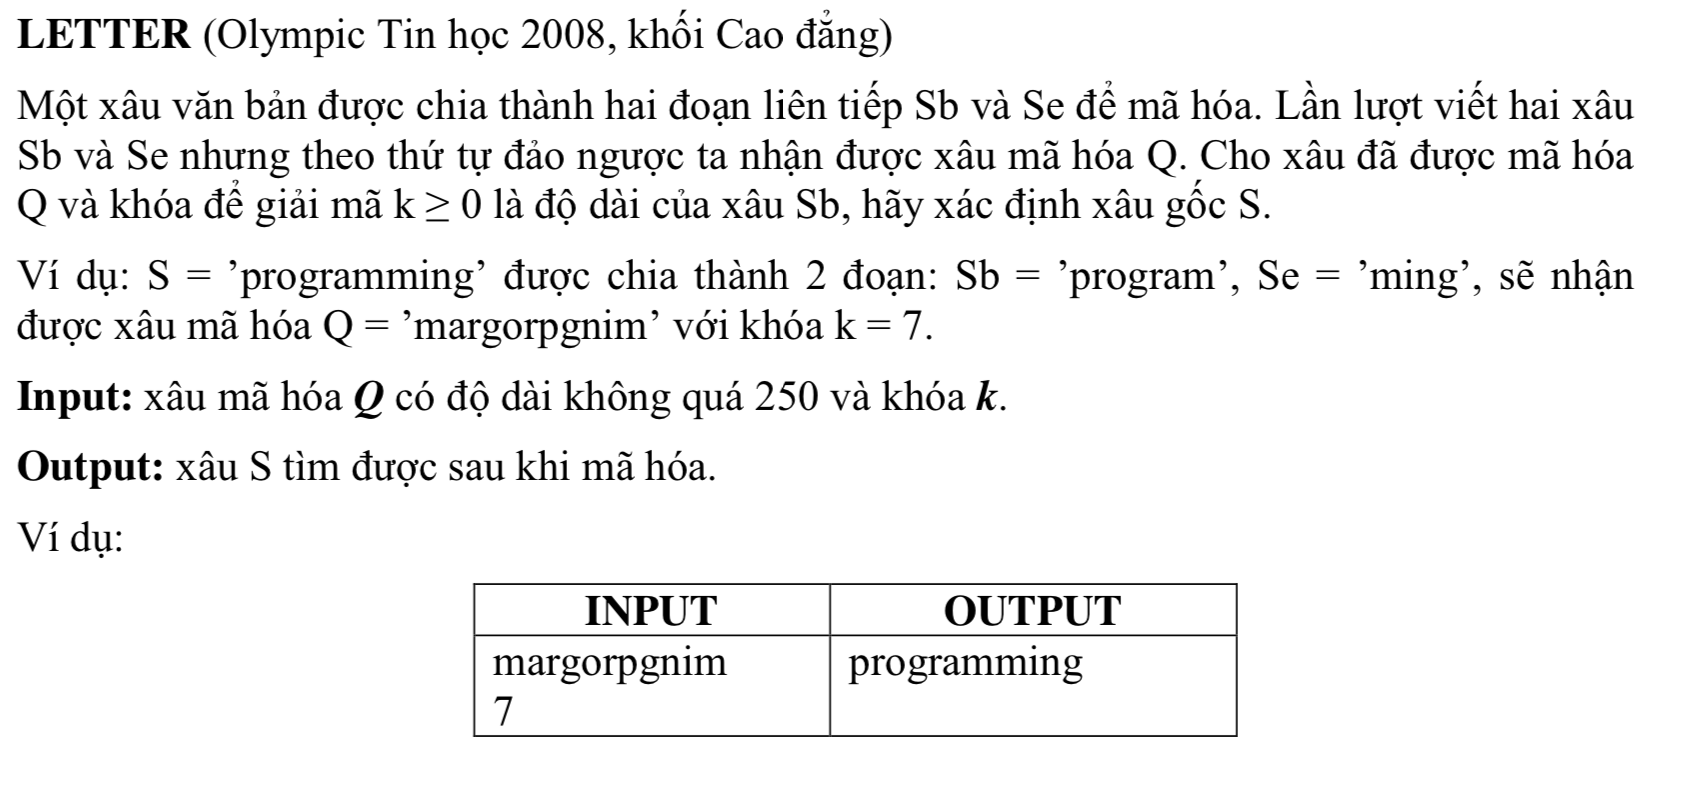 LETTER (Olympic Tin học 2008, khối Cao đẳng)
Một xâu văn bản được chia thành hai đoạn liên tiếp Sb và Se để mã hóa. Lần lượt viết hai xâu
Sb và Se nhưng theo thứ tự đảo ngược ta nhận được xâu mã hóa Q. Cho xâu đã được mã hóa
Q và khóa để giải mã k ≥ 0 là độ dài của xâu Sb, hãy xác định xâu gốc S.
Ví dụ: S = ’programming’ được chia thành 2 đoạn: Sb = ’program’, Se = ’ming’, sẽ nhận
được xâu mã hóa Q = ’margorpgnim’ với khóa k = 7.
Input: xâu mã hóa Q có độ dài không quá 250 và khóa k.
Output: xâu S tìm được sau khi mã hóa.
Ví dụ:
INPUT OUTPUT
margorpgnim programming
7